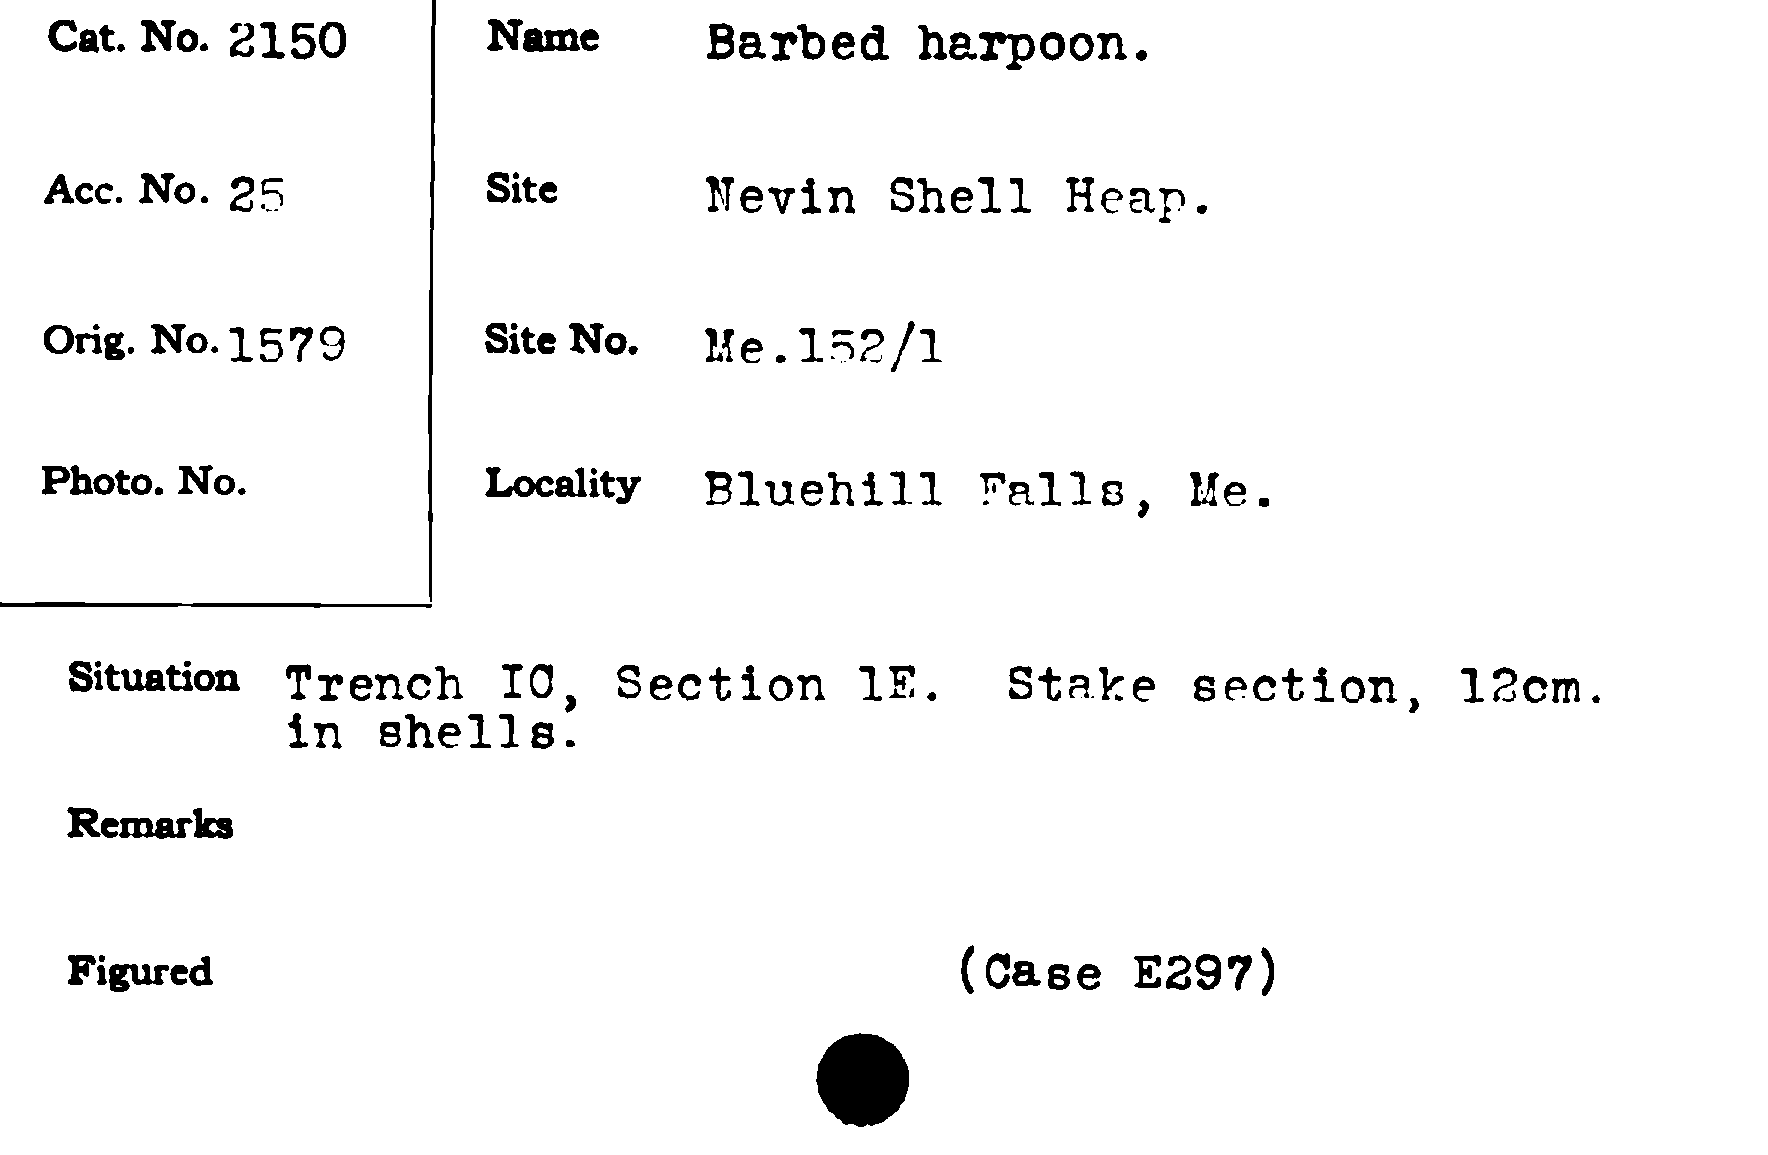 Cat. No. 2150
Name Barbed harpoon.
Acc. No. 25
Site Nevin Shell Heap.
Orig. No. 1579
Site No. Me.152/1
Photo. No.
Locality Bluehill Falls, Me.
Situation Trench IC, Section 1E. Stake section, 12cm.
in shells.
Remarks
Figured (Case E297)